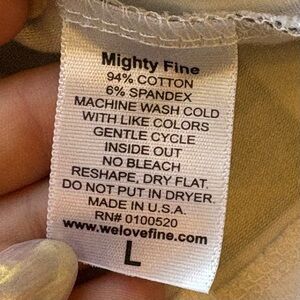 Mighty Fine
94% COTTON
6% SPANDEX
MACHINE WASH COLD
WITH LIKE COLORS
GENTLE CYCLE
INSIDE OUT
NO BLEACH
RESHAPE, DRY FLAT.
DO NOT PUT IN DRYER.
MADE IN U.S.A.
RN# 0100520
www.welovefine.com
L